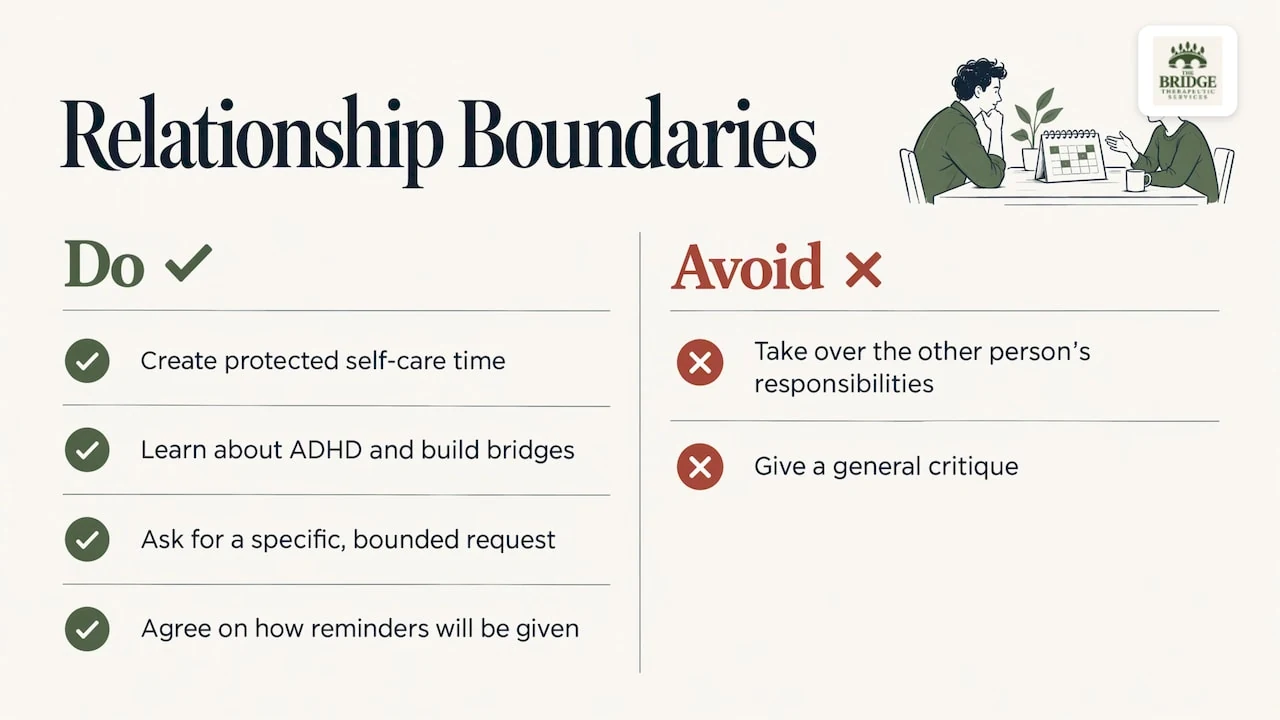 THE
BRIDGE
THERAPEUTIC
SERVICES
Relationship Boundaries
Do
Create protected self-care time
Learn about ADHD and build bridges
Ask for a specific, bounded request
Agree on how reminders will be given
Avoid
Take over the other person's
responsibilities
Give a general critique